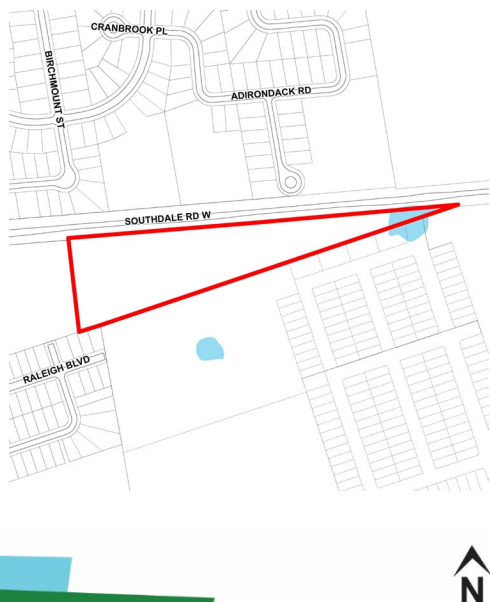 CRANBROOK PL
BIRCHMOUNT ST
ADIRONDACK RD
SOUTHDALE RD W
RALEIGH BLVD
N